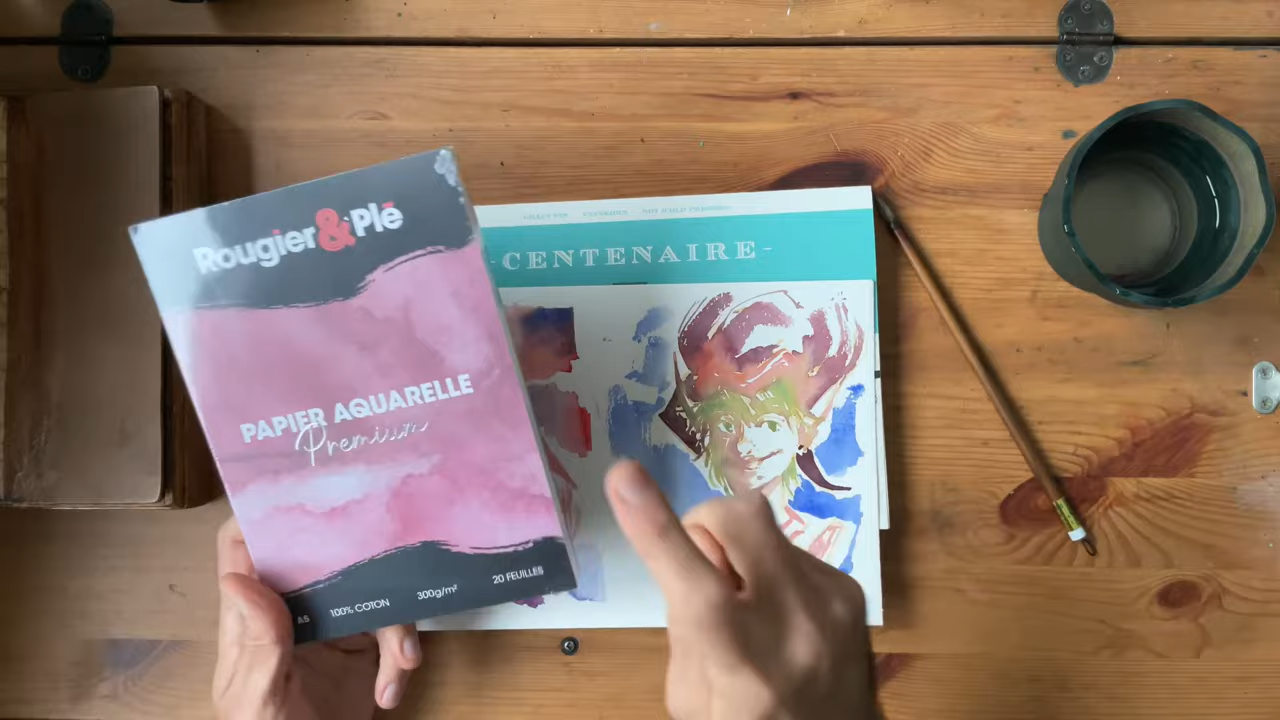 Rougier&Plé
PAPIER AQUARELLE
Premium
A5 100% COTON 300g/m² 20 FEUILLES
-CENTENAIRE-